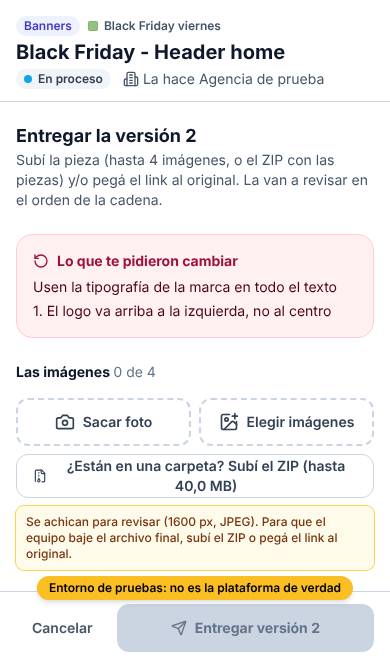 Banners Black Friday viernes
Black Friday - Header home
En proceso La hace Agencia de prueba
Entregar la versión 2
Subí la pieza (hasta 4 imágenes, o el ZIP con las
piezas) y/o pegá el link al original. La van a revisar en
el orden de la cadena.
Lo que te pidieron cambiar
Usen la tipografía de la marca en todo el texto
1. El logo va arriba a la izquierda, no al centro
Las imágenes 0 de 4
Sacar foto Elegir imágenes
¿Están en una carpeta? Subí el ZIP (hasta
40,0 MB)
Se achican para revisar (1600 px, JPEG). Para que el
equipo baje el archivo final, subí el ZIP o pegá el link al
original.
Entorno de pruebas: no es la plataforma de verdad
Cancelar Entregar versión 2